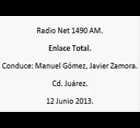 Radio Net 1490 AM.
Enlace Total.
Conduce: Manuel Gómez, Javier Zamora.
Cd. Juárez.
12 Junio 2013.